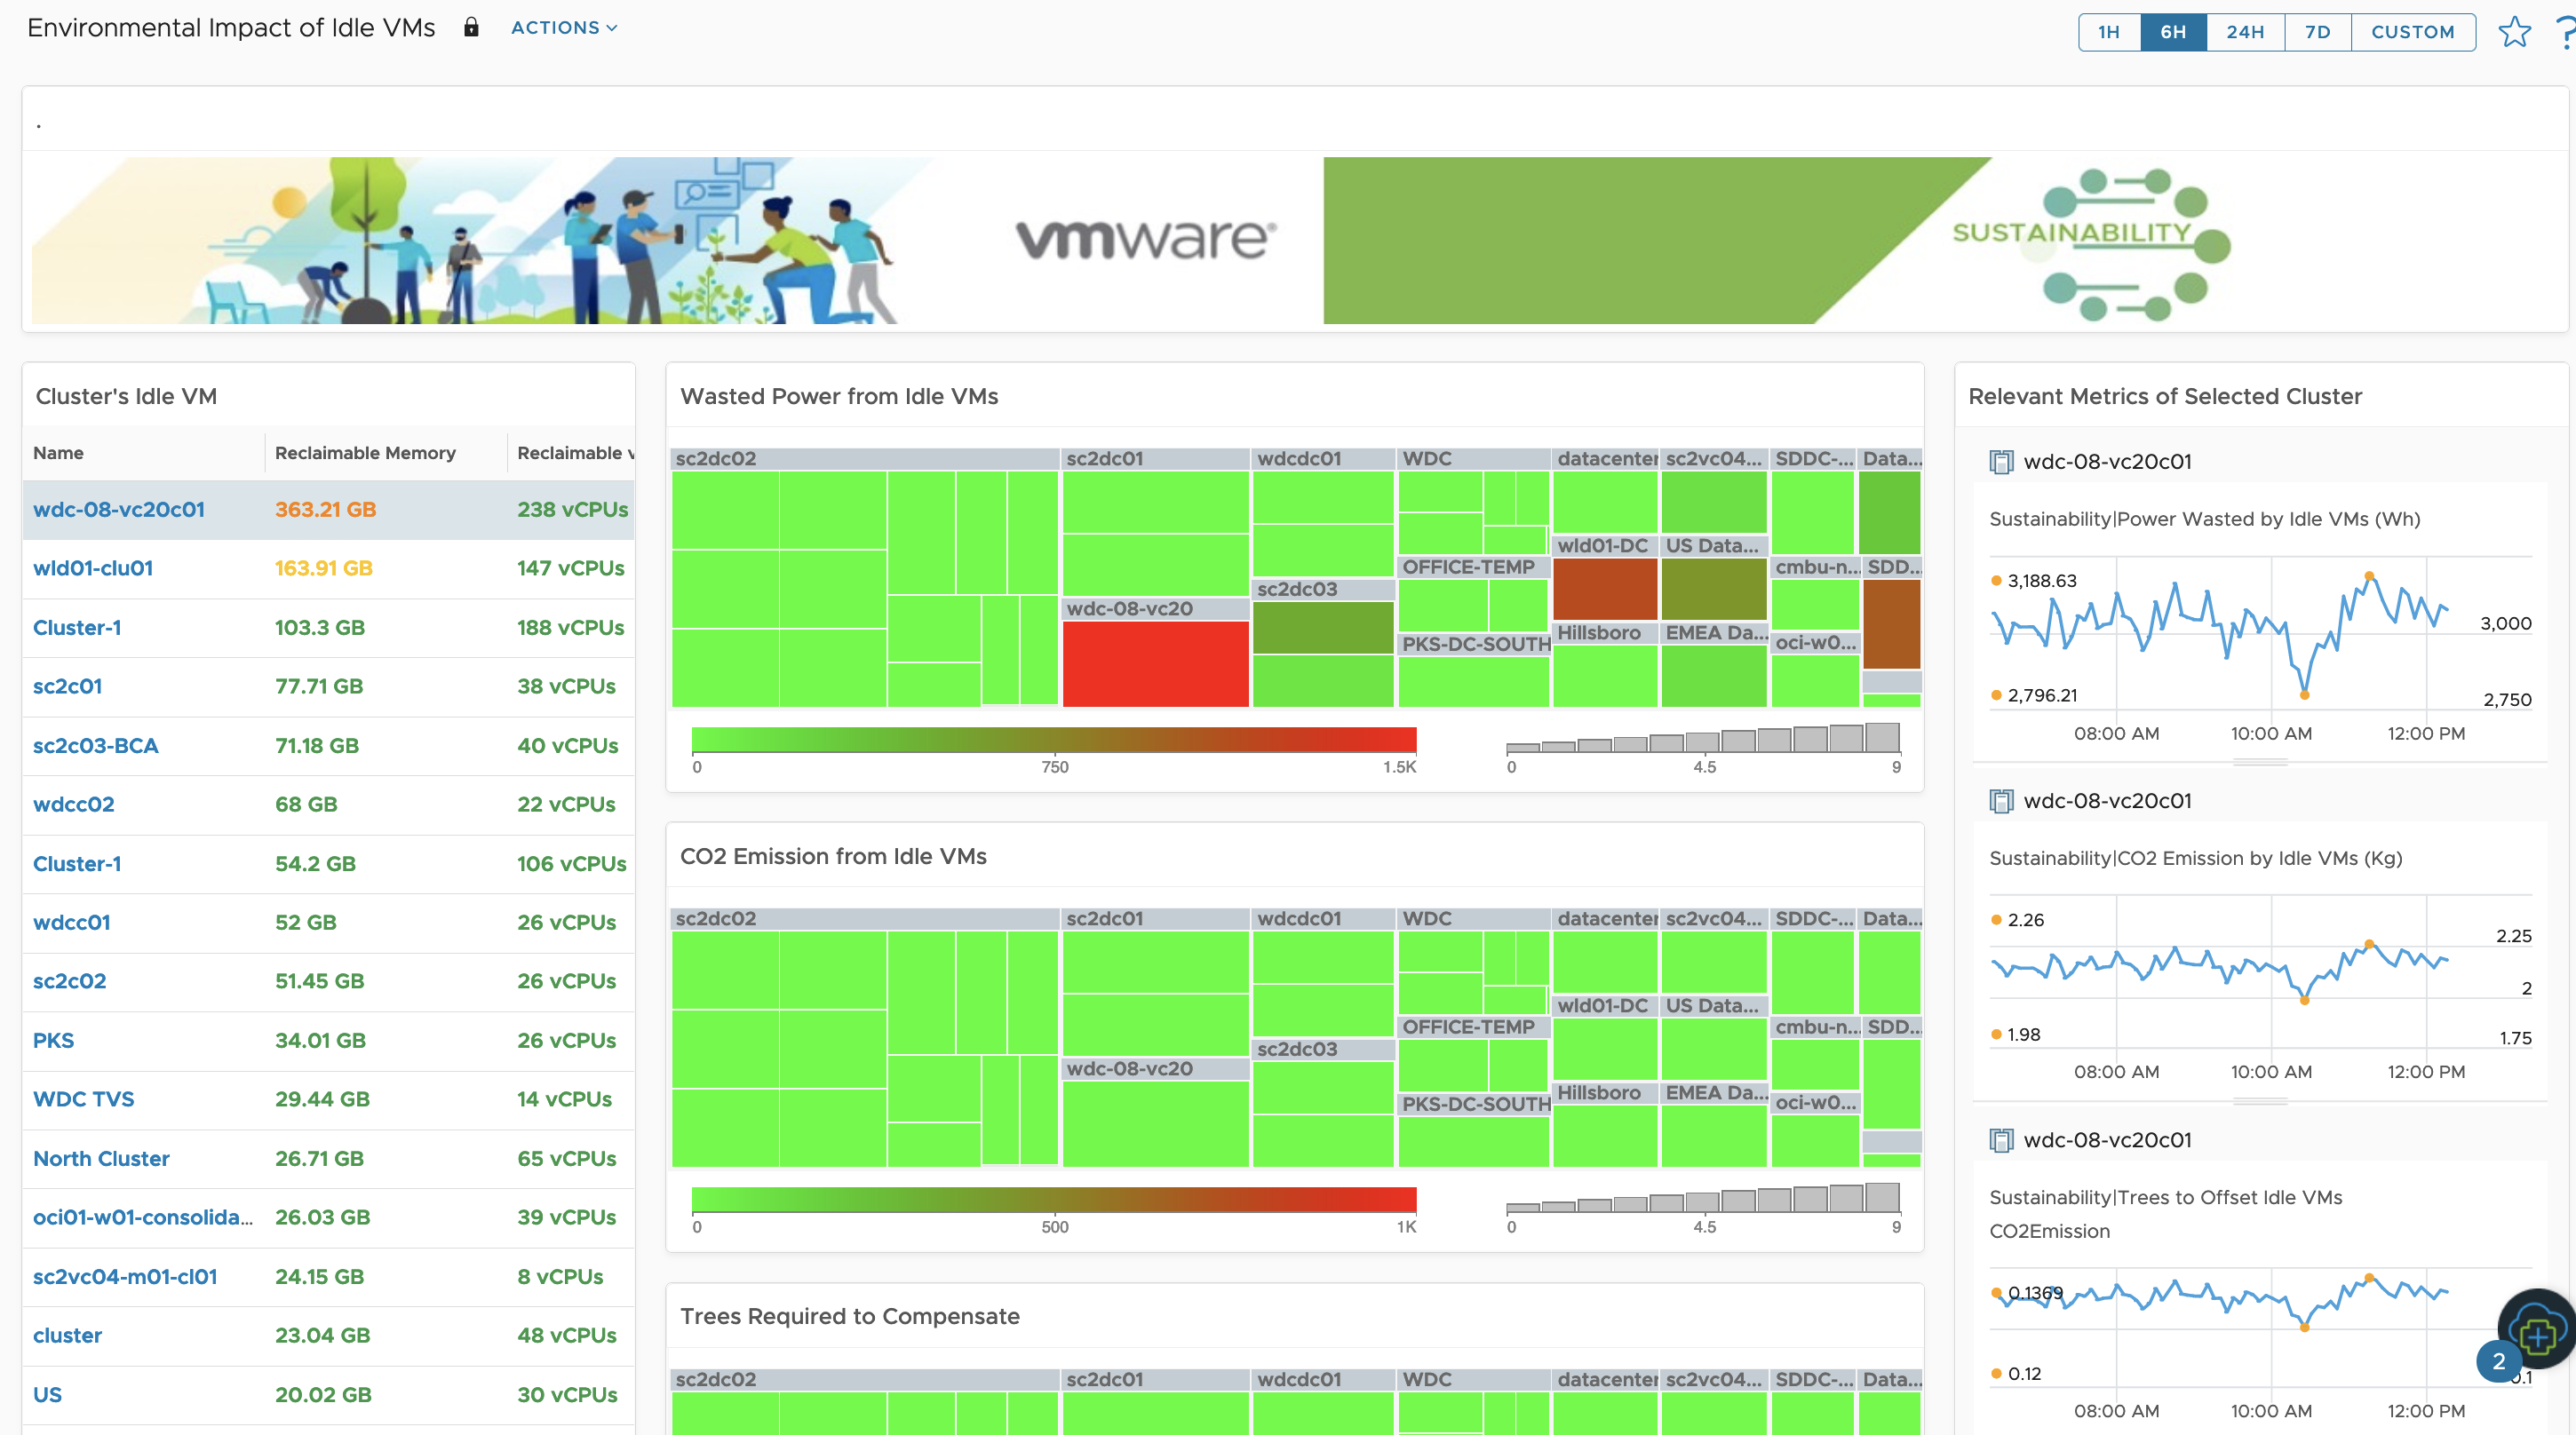 Environmental Impact of Idle VMs
ACTIONS
1H 6H 24H 7D CUSTOM
.
vmware®
SUSTAINABILITY
Cluster's Idle VM
Name Reclaimable Memory Reclaimable v
wdc-08-vc20c01 363.21 GB 238 vCPUs
wld01-clu01 163.91 GB 147 vCPUs
Cluster-1 103.3 GB 188 vCPUs
sc2c01 77.71 GB 38 vCPUs
sc2c03-BCA 71.18 GB 40 vCPUs
wdcc02 68 GB 22 vCPUs
Cluster-1 54.2 GB 106 vCPUs
wdcc01 52 GB 26 vCPUs
sc2c02 51.45 GB 26 vCPUs
PKS 34.01 GB 26 vCPUs
WDC TVS 29.44 GB 14 vCPUs
North Cluster 26.71 GB 65 vCPUs
oci01-w01-consolida... 26.03 GB 39 vCPUs
sc2vc04-m01-cl01 24.15 GB 8 vCPUs
cluster 23.04 GB 48 vCPUs
US 20.02 GB 30 vCPUs
Wasted Power from Idle VMs
sc2dc02 sc2dc01 wdcdc01 WDC datacenter sc2vc04... SDDC-... Data...
wld01-DC US Data...
OFFICE-TEMP cmbu-n... SDD...
sc2dc03
wdc-08-vc20
Hillsboro EMEA Da...
PKS-DC-SOUTH oci-w0...
0 750 1.5K
0 4.5 9
CO2 Emission from Idle VMs
sc2dc02 sc2dc01 wdcdc01 WDC datacenter sc2vc04... SDDC-... Data...
wld01-DC US Data...
OFFICE-TEMP cmbu-n... SDD...
sc2dc03
wdc-08-vc20
Hillsboro EMEA Da...
PKS-DC-SOUTH oci-w0...
0 500 1K
0 4.5 9
Trees Required to Compensate
sc2dc02 sc2dc01 wdcdc01 WDC datacenter sc2vc04... SDDC-... Data...
Relevant Metrics of Selected Cluster
wdc-08-vc20c01
Sustainability|Power Wasted by Idle VMs (Wh)
3,188.63
3,000
2,796.21
2,750
08:00 AM 10:00 AM 12:00 PM
wdc-08-vc20c01
Sustainability|CO2 Emission by Idle VMs (Kg)
2.26
2.25
2
1.98
1.75
08:00 AM 10:00 AM 12:00 PM
wdc-08-vc20c01
Sustainability|Trees to Offset Idle VMs
CO2Emission
0.1369
0.12
0.1
08:00 AM 10:00 AM 12:00 PM
2